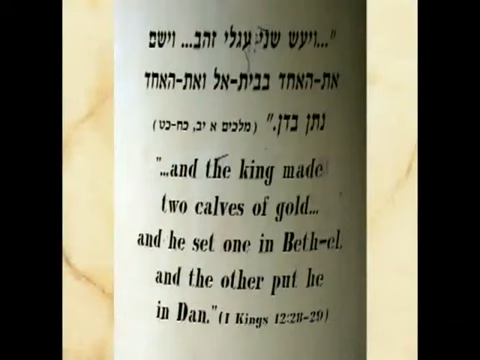 "...ויעש שני עגלי זהב... וישם
את-האחד בבית-אל ואת-האחד
נתן בדן." (מלכים א יב, כח-כט)
"...and the king made
two calves of gold...
and he set one in Beth-el,
and the other put he
in Dan." (1 Kings 12:28-29)